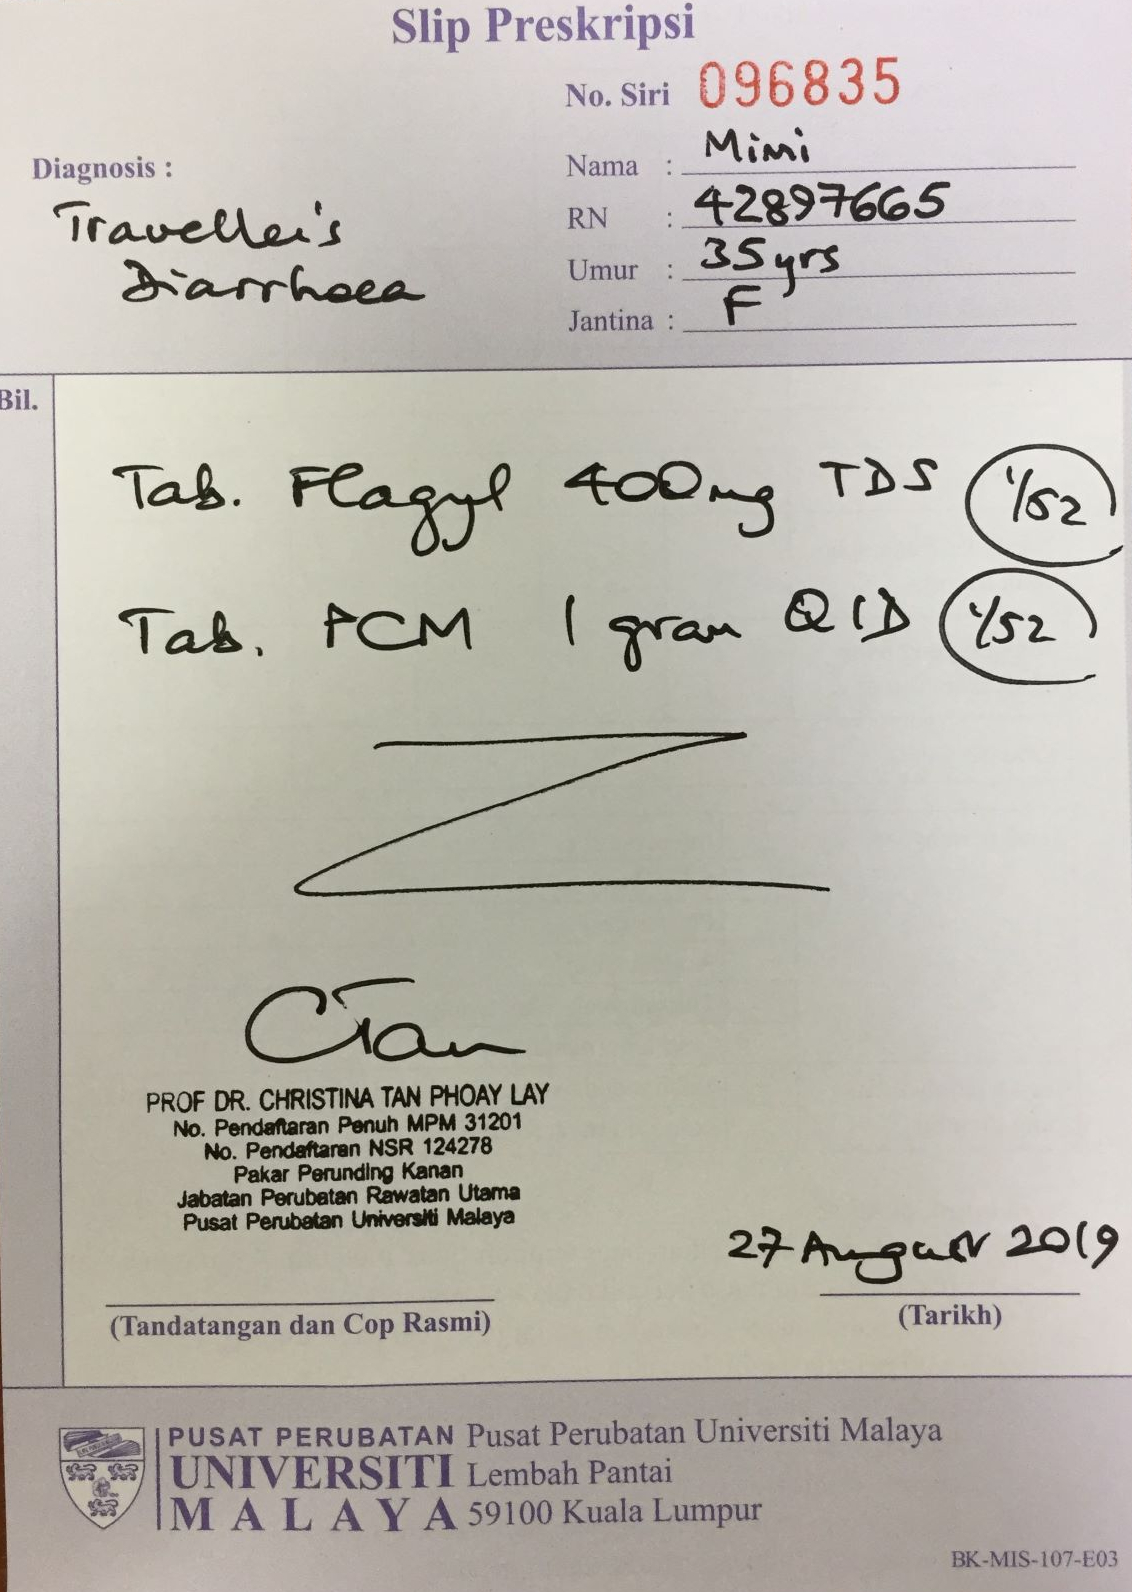 Slip Preskripsi
No. Siri 096835
Diagnosis :
Traveller's
Diarrhoea
Nama : Mimi
RN : 42897665
Umur : 35 yrs
Jantina : F
Bil.
Tab. Flagyl 400mg TDS 1/52
Tab. PCM 1 gram QID 1/52
CTan
PROF DR. CHRISTINA TAN PHOAY LAY
No. Pendaftaran Penuh MPM 31201
No. Pendaftaran NSR 124278
Pakar Perunding Kanan
Jabatan Perubatan Rawatan Utama
Pusat Perubatan Universiti Malaya
27 August 2019
(Tandatangan dan Cop Rasmi)
(Tarikh)
PUSAT PERUBATAN
UNIVERSITI
MALAYA
Pusat Perubatan Universiti Malaya
Lembah Pantai
59100 Kuala Lumpur
BK-MIS-107-E03